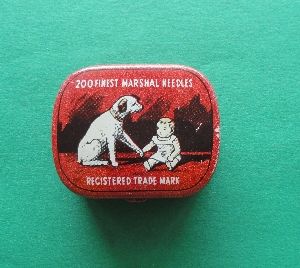 200 FINEST MARSHAL NEEDLES
REGISTERED TRADE MARK